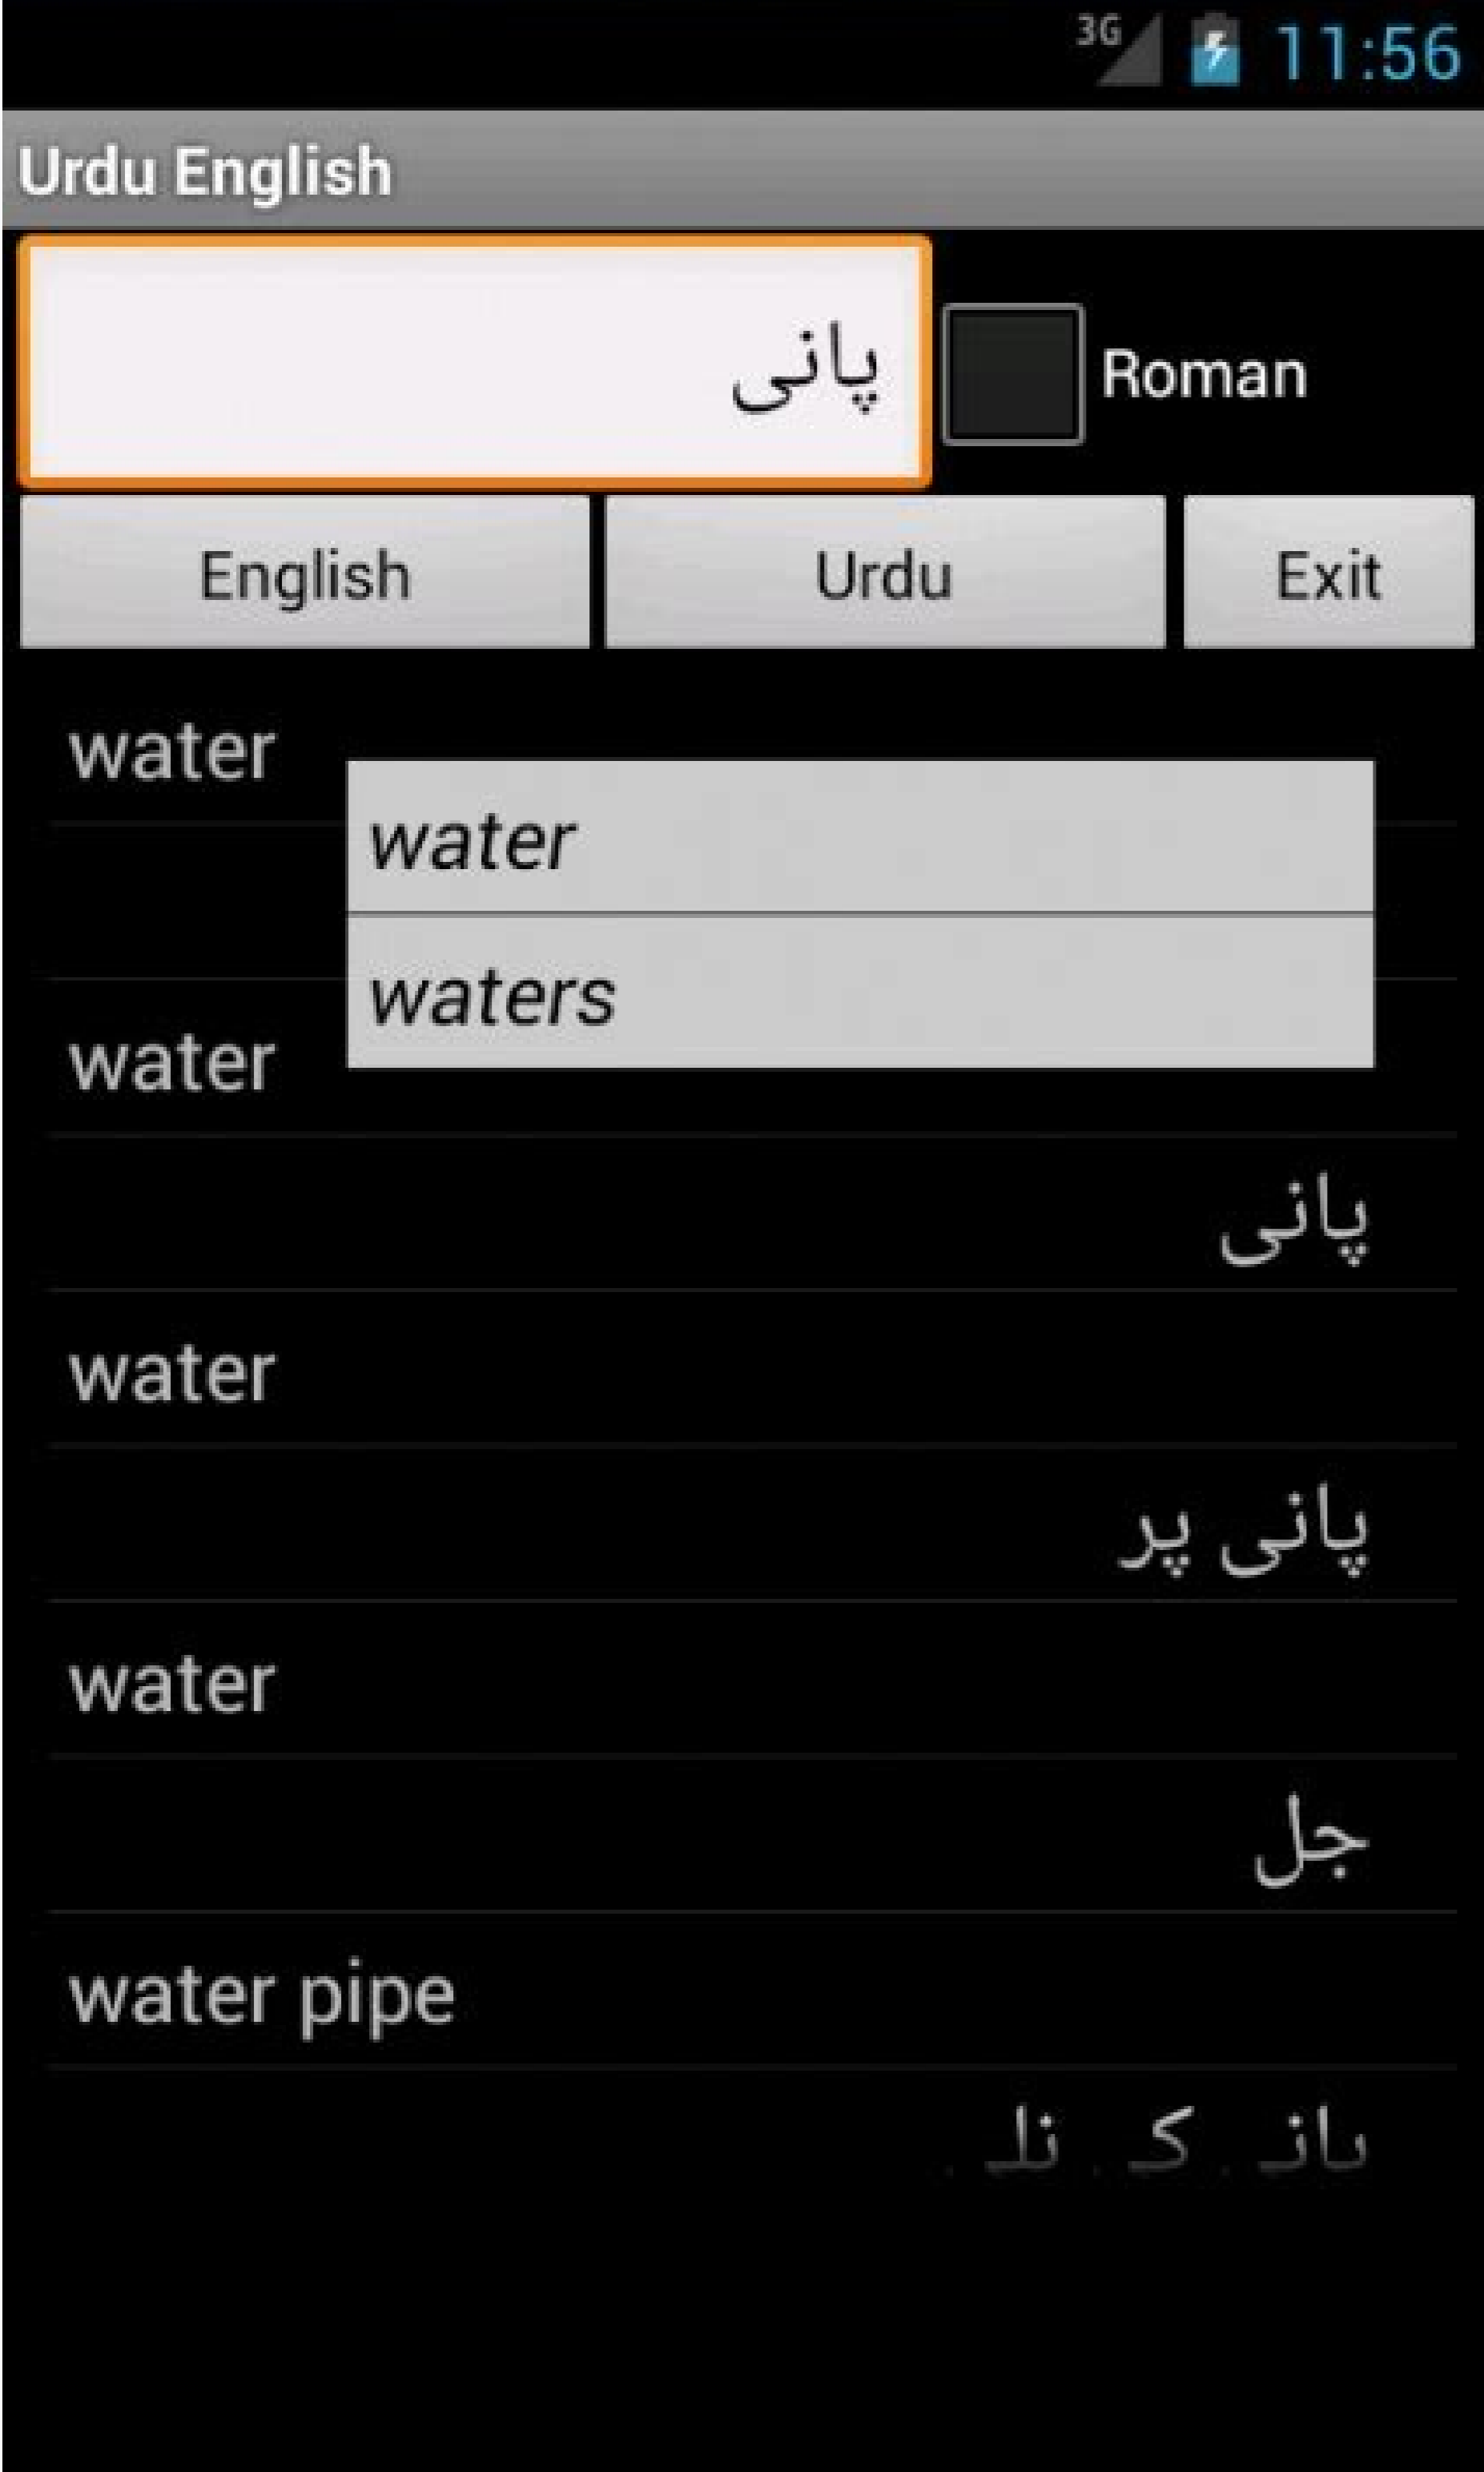 3G 11:56
Urdu English
پانی
Roman
English Urdu Exit
water
water
waters
water
پانی
water
پانی پر
water
جل
water pipe